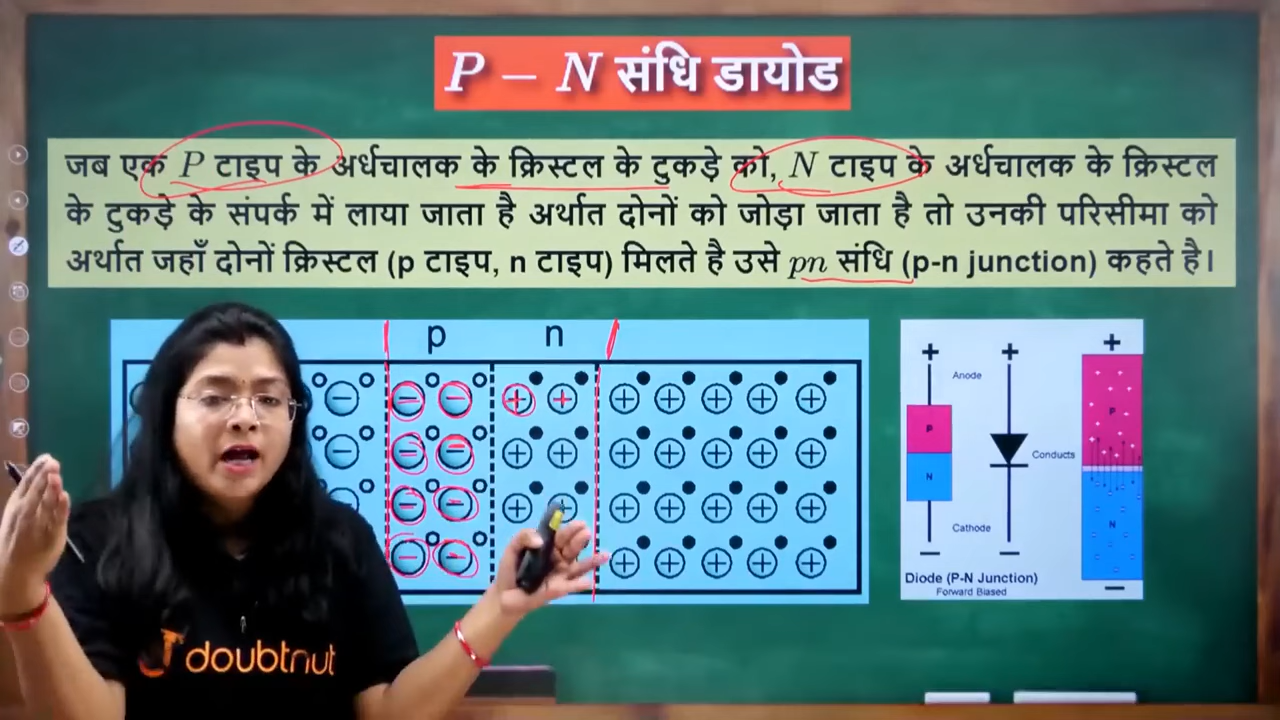 P – N संधि डायोड
जब एक P टाइप के अर्धचालक के क्रिस्टल के टुकड़े को, N टाइप के अर्धचालक के क्रिस्टल
के टुकड़े के संपर्क में लाया जाता है अर्थात दोनों को जोड़ा जाता है तो उनकी परिसीमा को
अर्थात जहाँ दोनों क्रिस्टल (p टाइप, n टाइप) मिलते है उसे pn संधि (p-n junction) कहते है।
p n
+ + +
Anode
P P
Conducts
N N
Cathode
– – –
Diode (P-N Junction)
Forward Biased
doubtnut